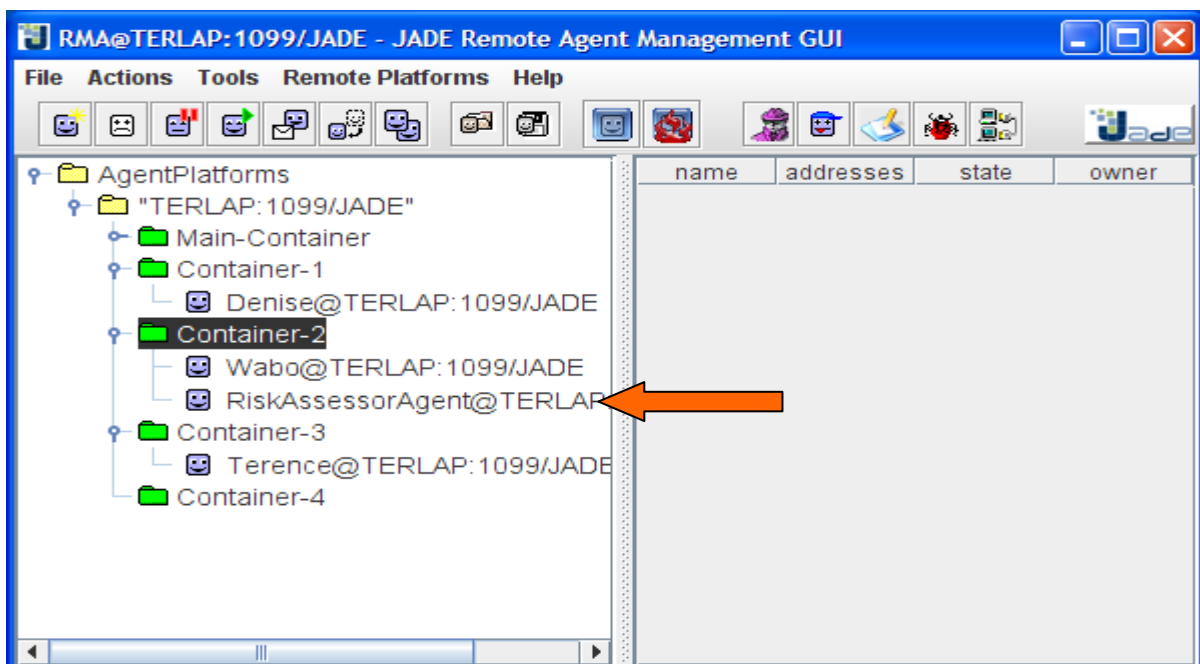 RMA@TERLAP:1099/JADE - JADE Remote Agent Management GUI
File Actions Tools Remote Platforms Help
Jade
AgentPlatforms
"TERLAP:1099/JADE"
Main-Container
Container-1
Denise@TERLAP:1099/JADE
Container-2
Wabo@TERLAP:1099/JADE
RiskAssessorAgent@TERLAP
Container-3
Terence@TERLAP:1099/JADE
Container-4
name addresses state owner